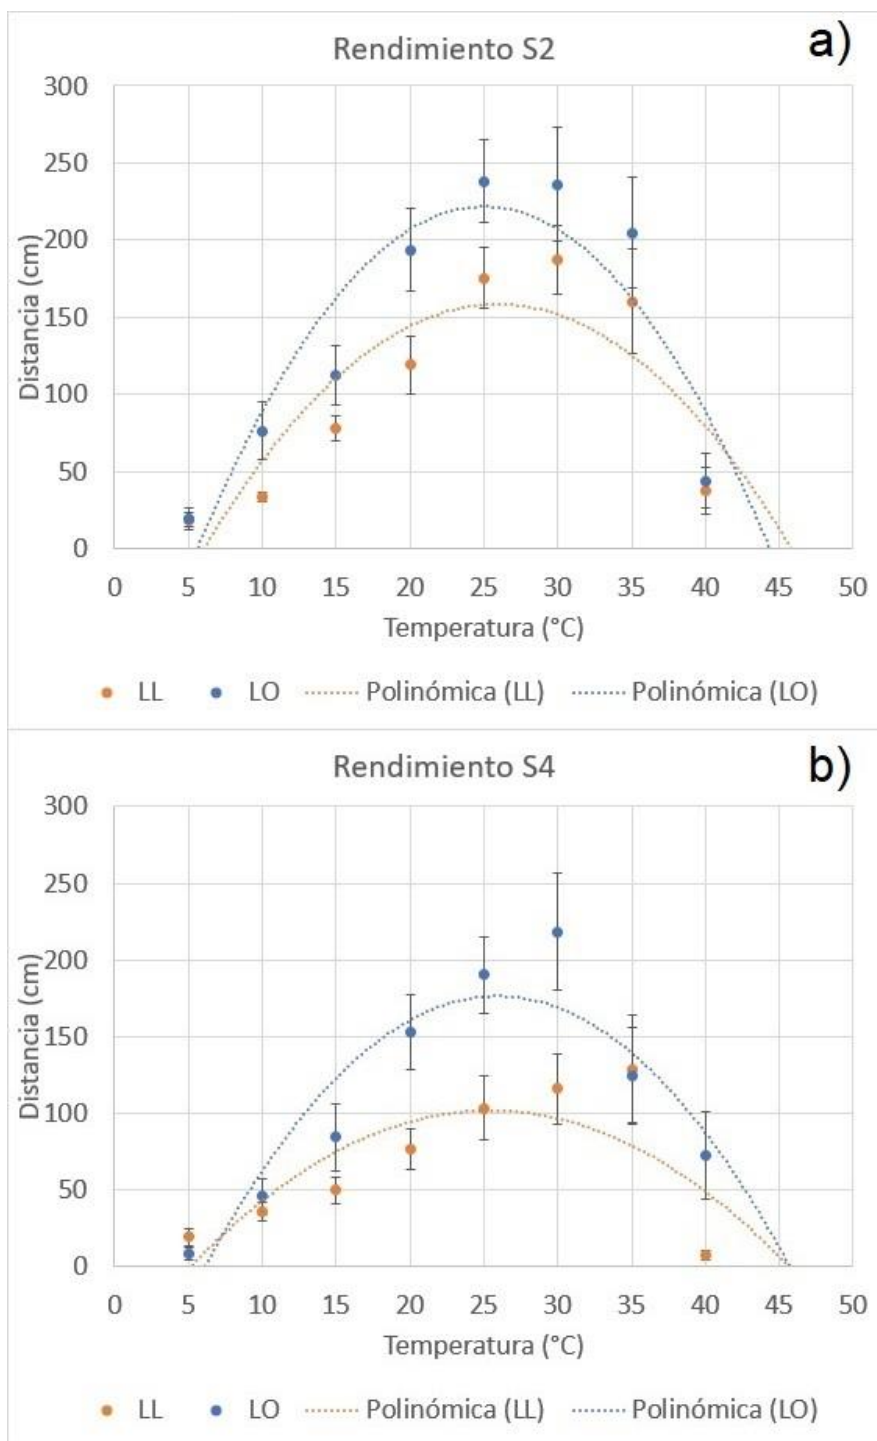 Rendimiento S2
a)
300
250
200
150
100
50
0
Distancia (cm)
0 5 10 15 20 25 30 35 40 45 50
Temperatura (°C)
LL LO Polinómica (LL) Polinómica (LO)
Rendimiento S4
b)
300
250
200
150
100
50
0
Distancia (cm)
0 5 10 15 20 25 30 35 40 45 50
Temperatura (°C)
LL LO Polinómica (LL) Polinómica (LO)